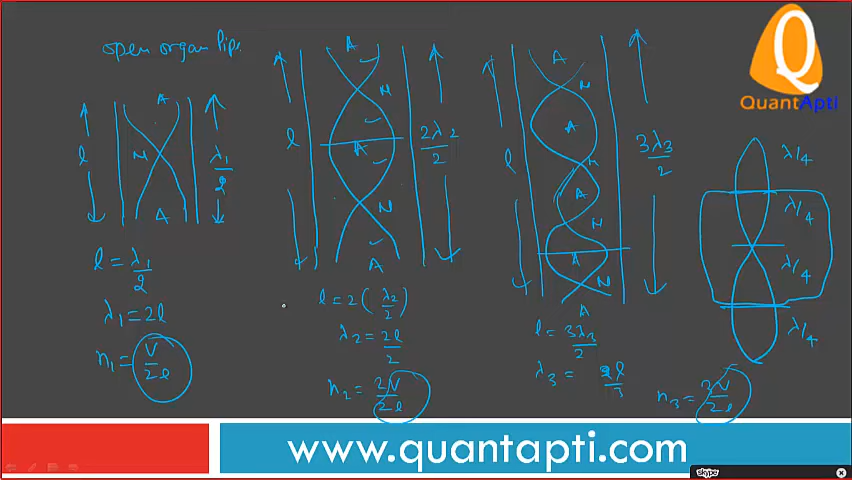 open organ Pipe
A
N
A
l
λ1/2
l = λ1/2
λ1 = 2l
n1 = V/2l
A
N
A
N
A
l
2λ2/2
l = 2(λ2/2)
λ2 = 2l/2
n2 = 2V/2l
A
N
A
N
A
N
A
N
A
l
3λ3/2
l = 3λ3/2
λ3 = 2l/3
n3 = 3V/2l
QuantApti
λ/4
λ/4
λ/4
λ/4
www.quantapti.com
skype